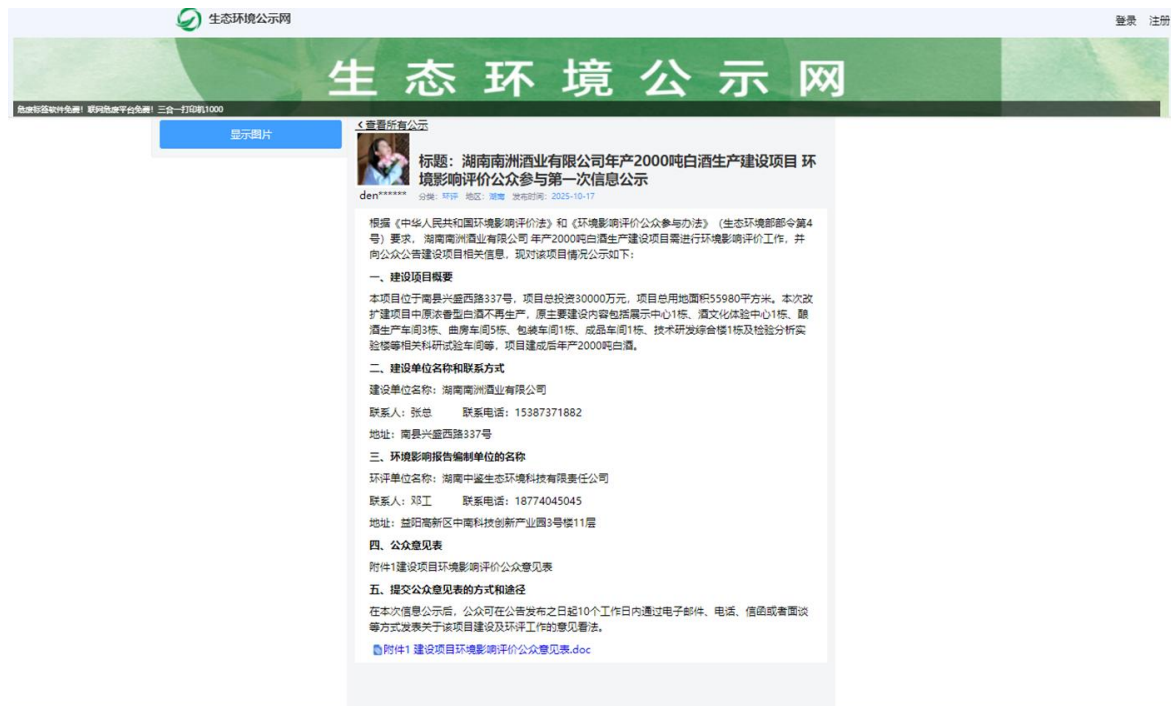 生态环境公示网
登录 注册
生态环境公示网
危废标签软件免费！联网危废平台免费！三合一打印机1000
显示图片
<查看所有公示
标题：湖南南洲酒业有限公司年产2000吨白酒生产建设项目 环
境影响评价公众参与第一次信息公示
den******
分类：环评 地区：湖南 发布时间：2025-10-17
根据《中华人民共和国环境影响评价法》和《环境影响评价公众参与办法》（生态环境部部令第4
号）要求， 湖南南洲酒业有限公司 年产2000吨白酒生产建设项目需进行环境影响评价工作，并
向公众公告建设项目相关信息，现对该项目情况公示如下：
一、建设项目概要
本项目位于南县兴盛西路337号，项目总投资30000万元，项目总用地面积55980平方米。本次改
扩建项目中原浓香型白酒不再生产，原主要建设内容包括展示中心1栋、酒文化体验中心1栋、酿
酒生产车间3栋、曲房车间5栋、包装车间1栋、成品车间1栋、技术研发综合楼1栋及检验分析实
验楼等相关科研试验车间等，项目建成后年产2000吨白酒。
二、建设单位名称和联系方式
建设单位名称：湖南南洲酒业有限公司
联系人：张总 联系电话：15387371882
地址：南县兴盛西路337号
三、环境影响报告编制单位的名称
环评单位名称：湖南中鉴生态环境科技有限责任公司
联系人：邓工 联系电话：18774045045
地址：益阳高新区中南科技创新产业园3号楼11层
四、公众意见表
附件1建设项目环境影响评价公众意见表
五、提交公众意见表的方式和途径
在本次信息公示后，公众可在公告发布之日起10个工作日内通过电子邮件、电话、信函或者面谈
等方式发表关于该项目建设及环评工作的意见看法。
附件1 建设项目环境影响评价公众意见表.doc